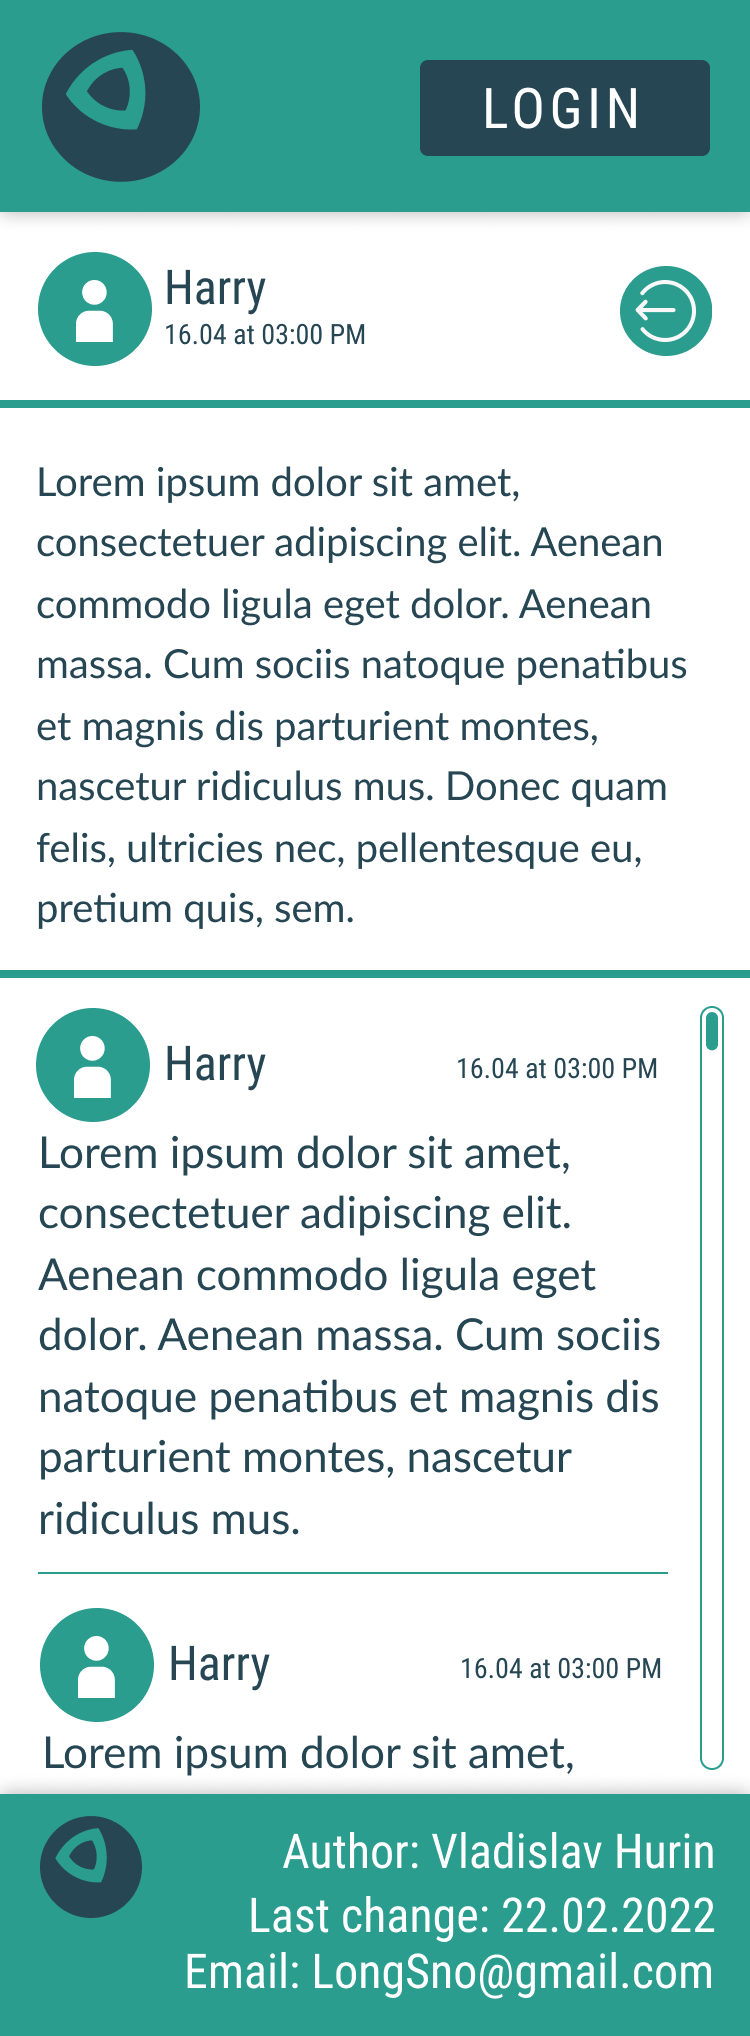 LOGIN
Harry
16.04 at 03:00 PM
Lorem ipsum dolor sit amet,
consectetuer adipiscing elit. Aenean
commodo ligula eget dolor. Aenean
massa. Cum sociis natoque penatibus
et magnis dis parturient montes,
nascetur ridiculus mus. Donec quam
felis, ultricies nec, pellentesque eu,
pretium quis, sem.
Harry 16.04 at 03:00 PM
Lorem ipsum dolor sit amet,
consectetuer adipiscing elit.
Aenean commodo ligula eget
dolor. Aenean massa. Cum sociis
natoque penatibus et magnis dis
parturient montes, nascetur
ridiculus mus.
Harry 16.04 at 03:00 PM
Lorem ipsum dolor sit amet,
Author: Vladislav Hurin
Last change: 22.02.2022
Email: LongSno@gmail.com